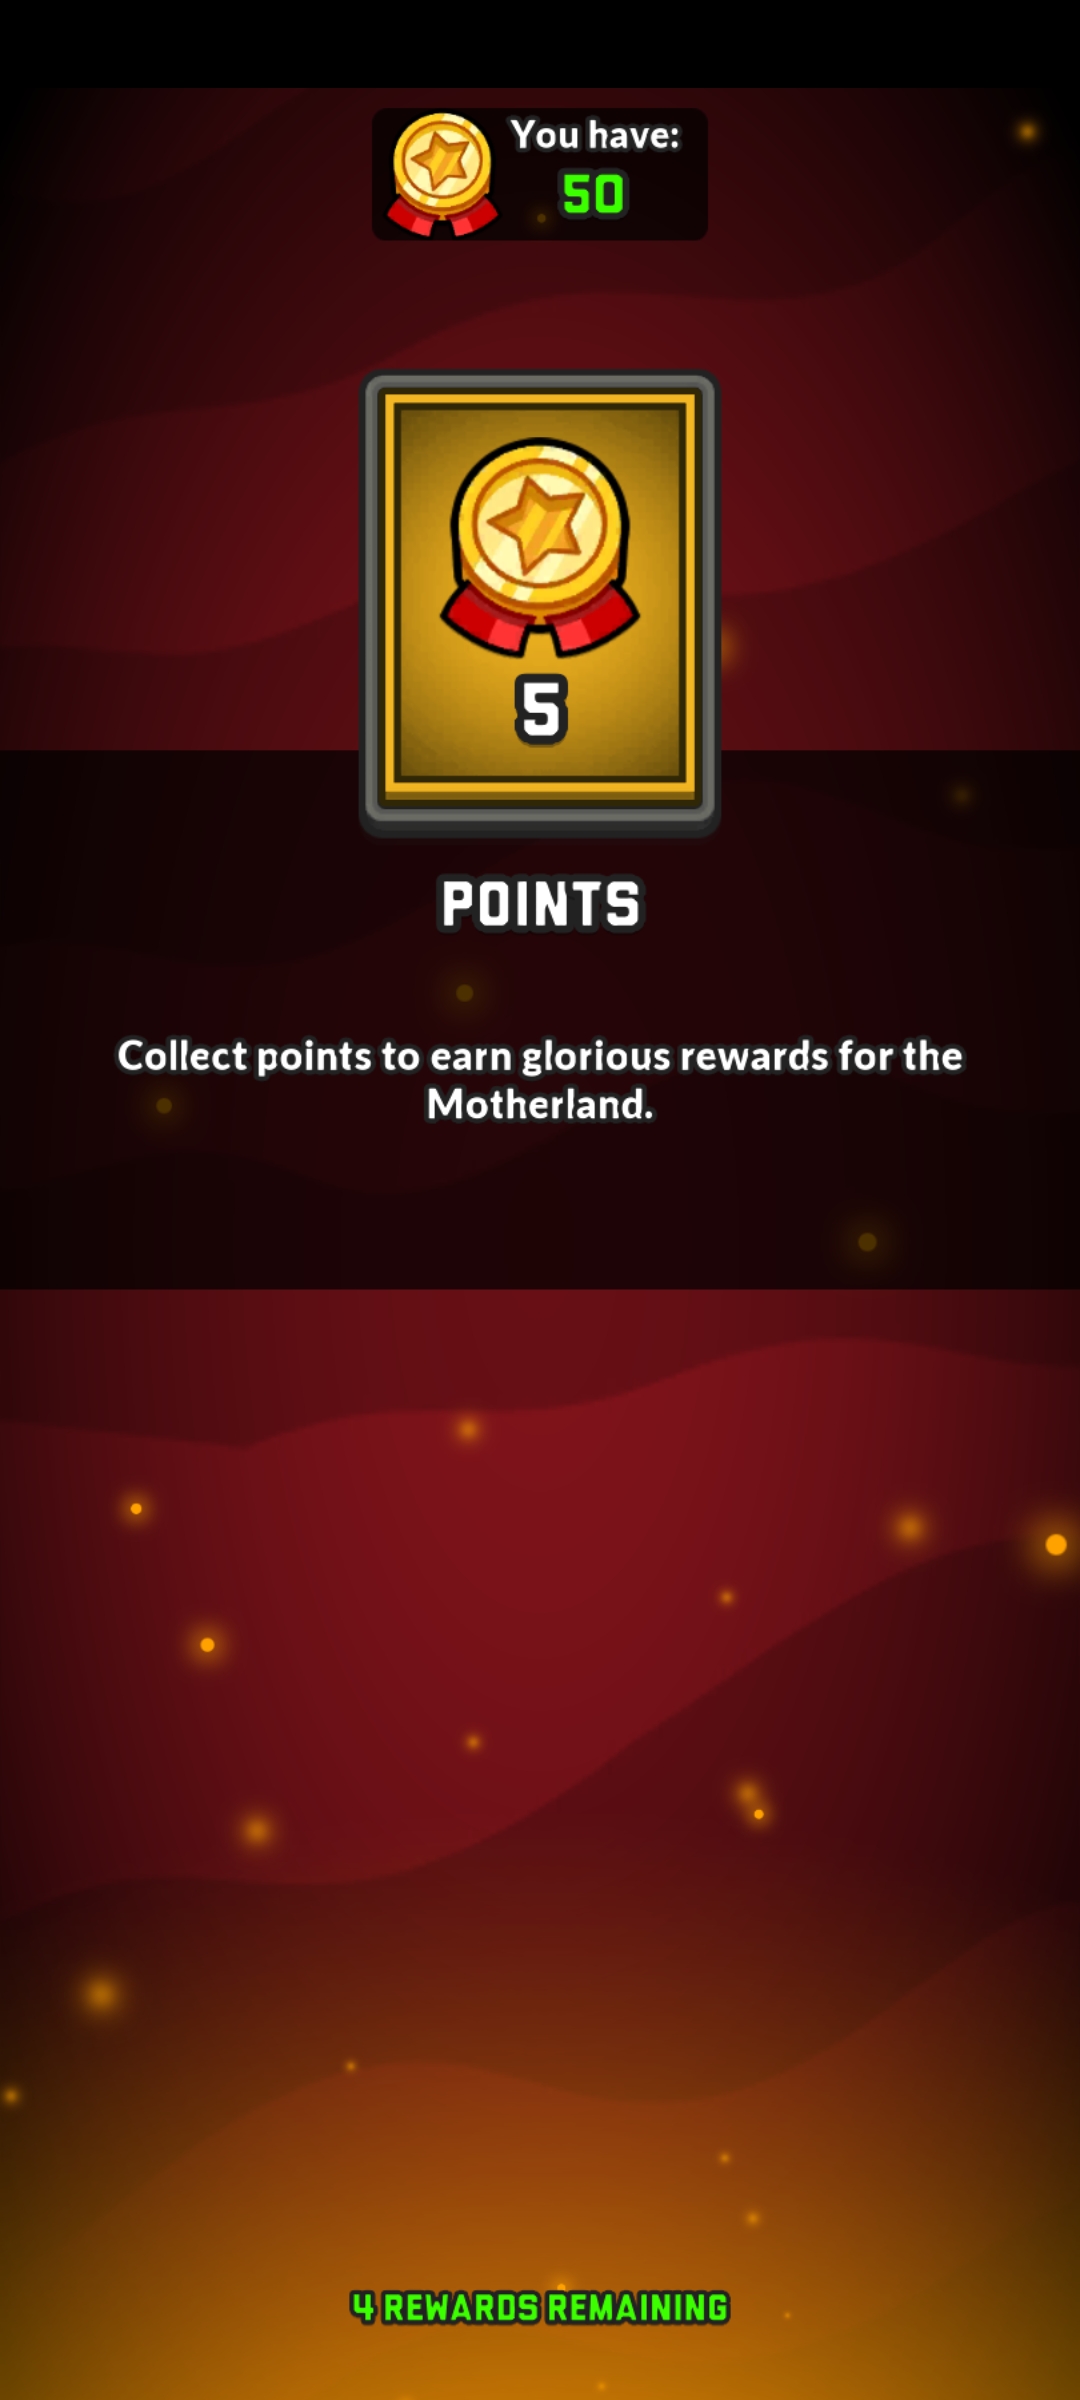 You have:
50
5
POINTS
Collect points to earn glorious rewards for the
Motherland.
4 REWARDS REMAINING